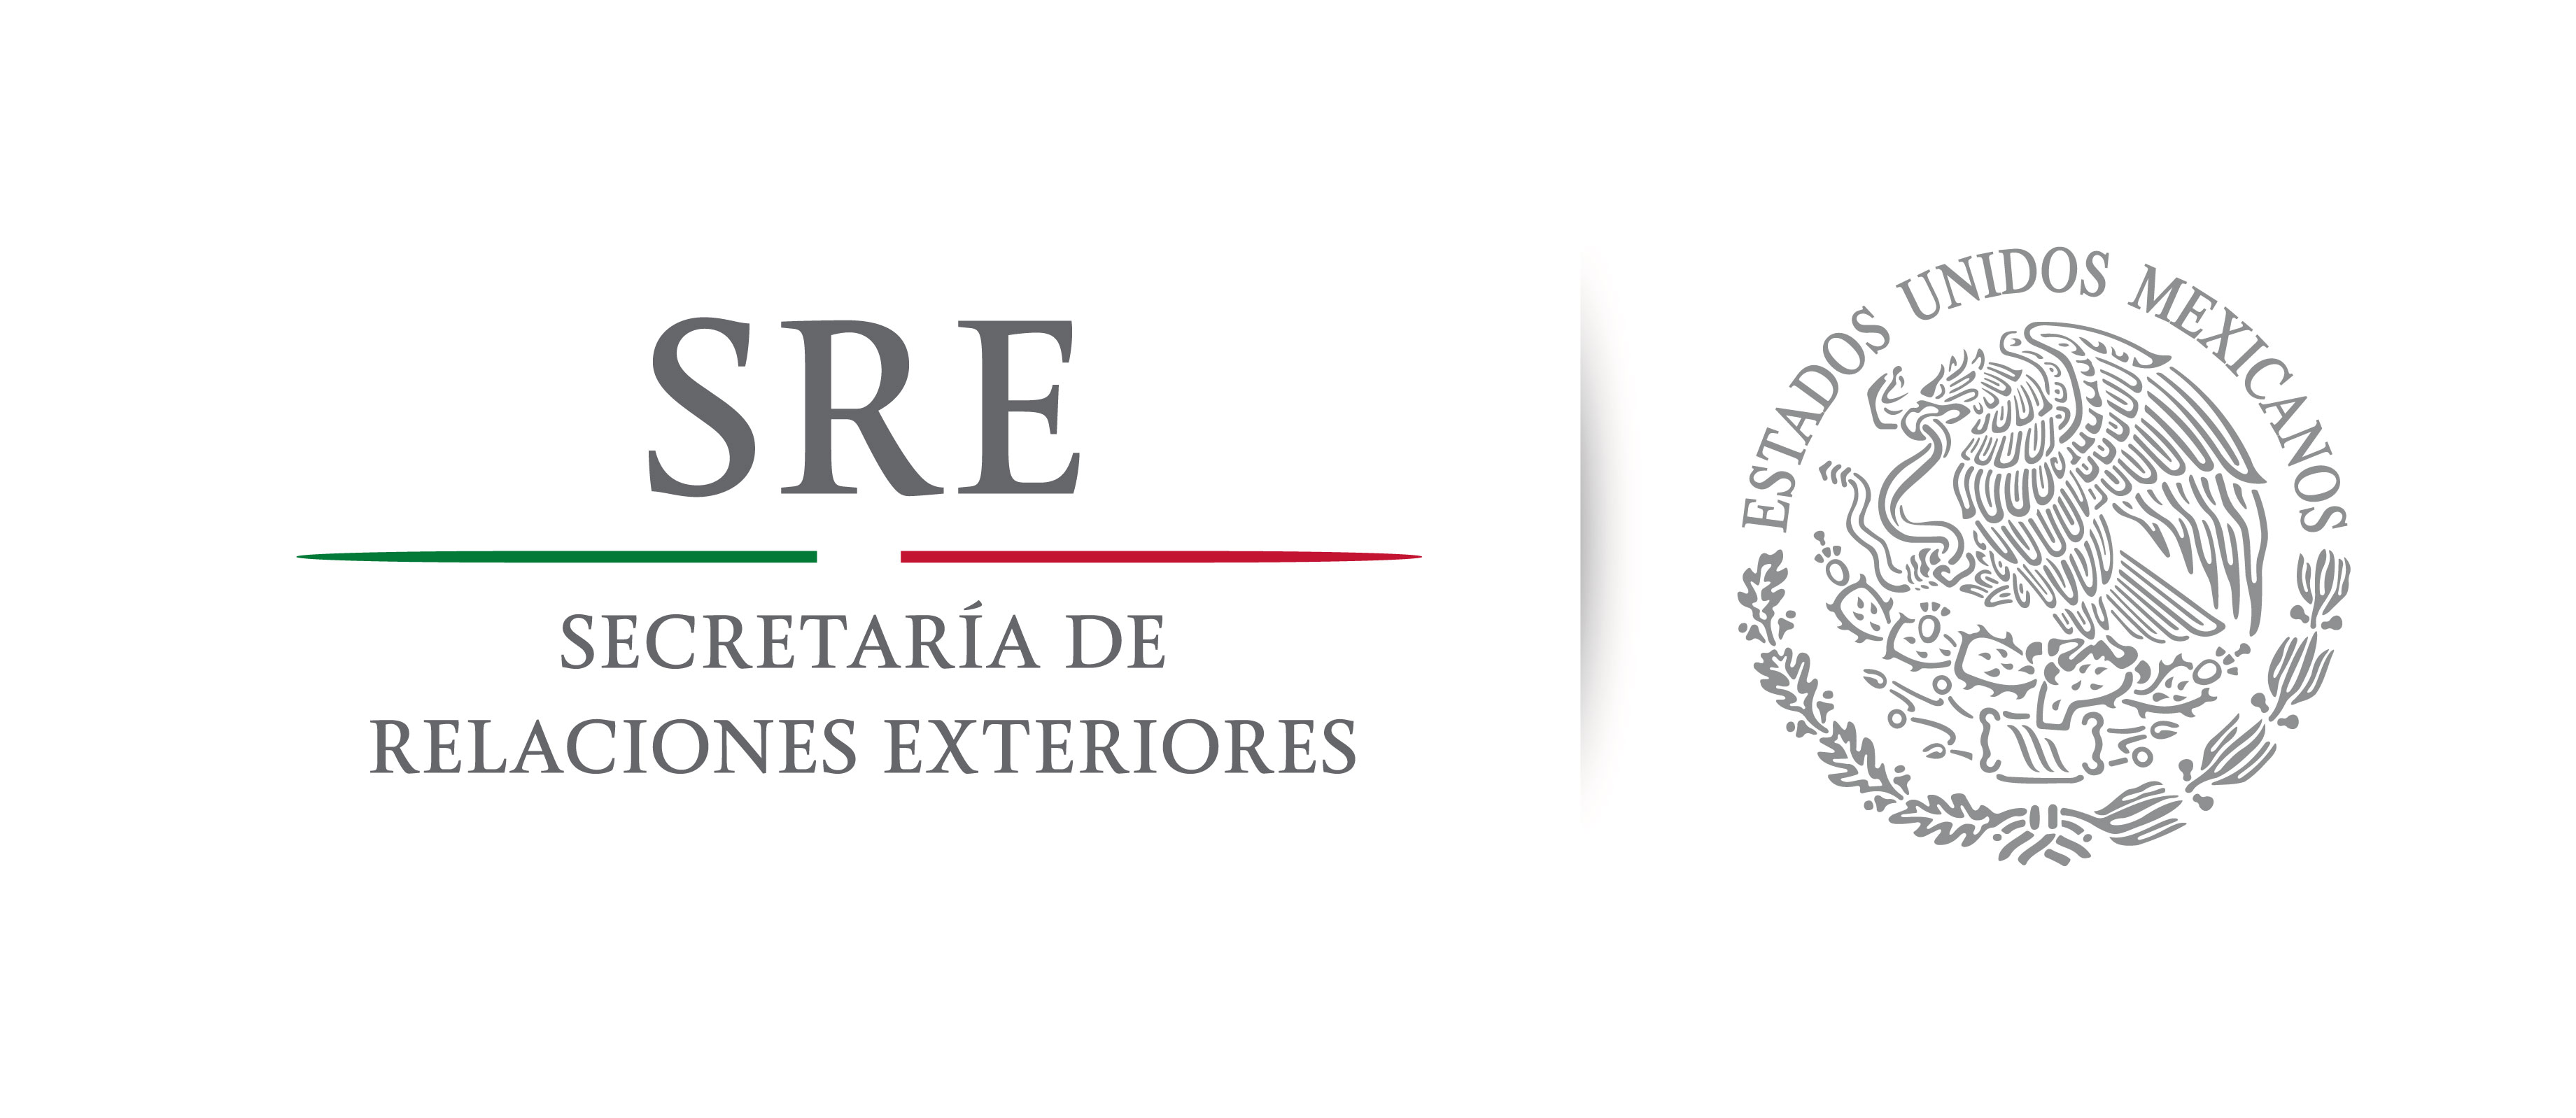 SRE
SECRETARÍA DE
RELACIONES EXTERIORES
ESTADOS UNIDOS MEXICANOS